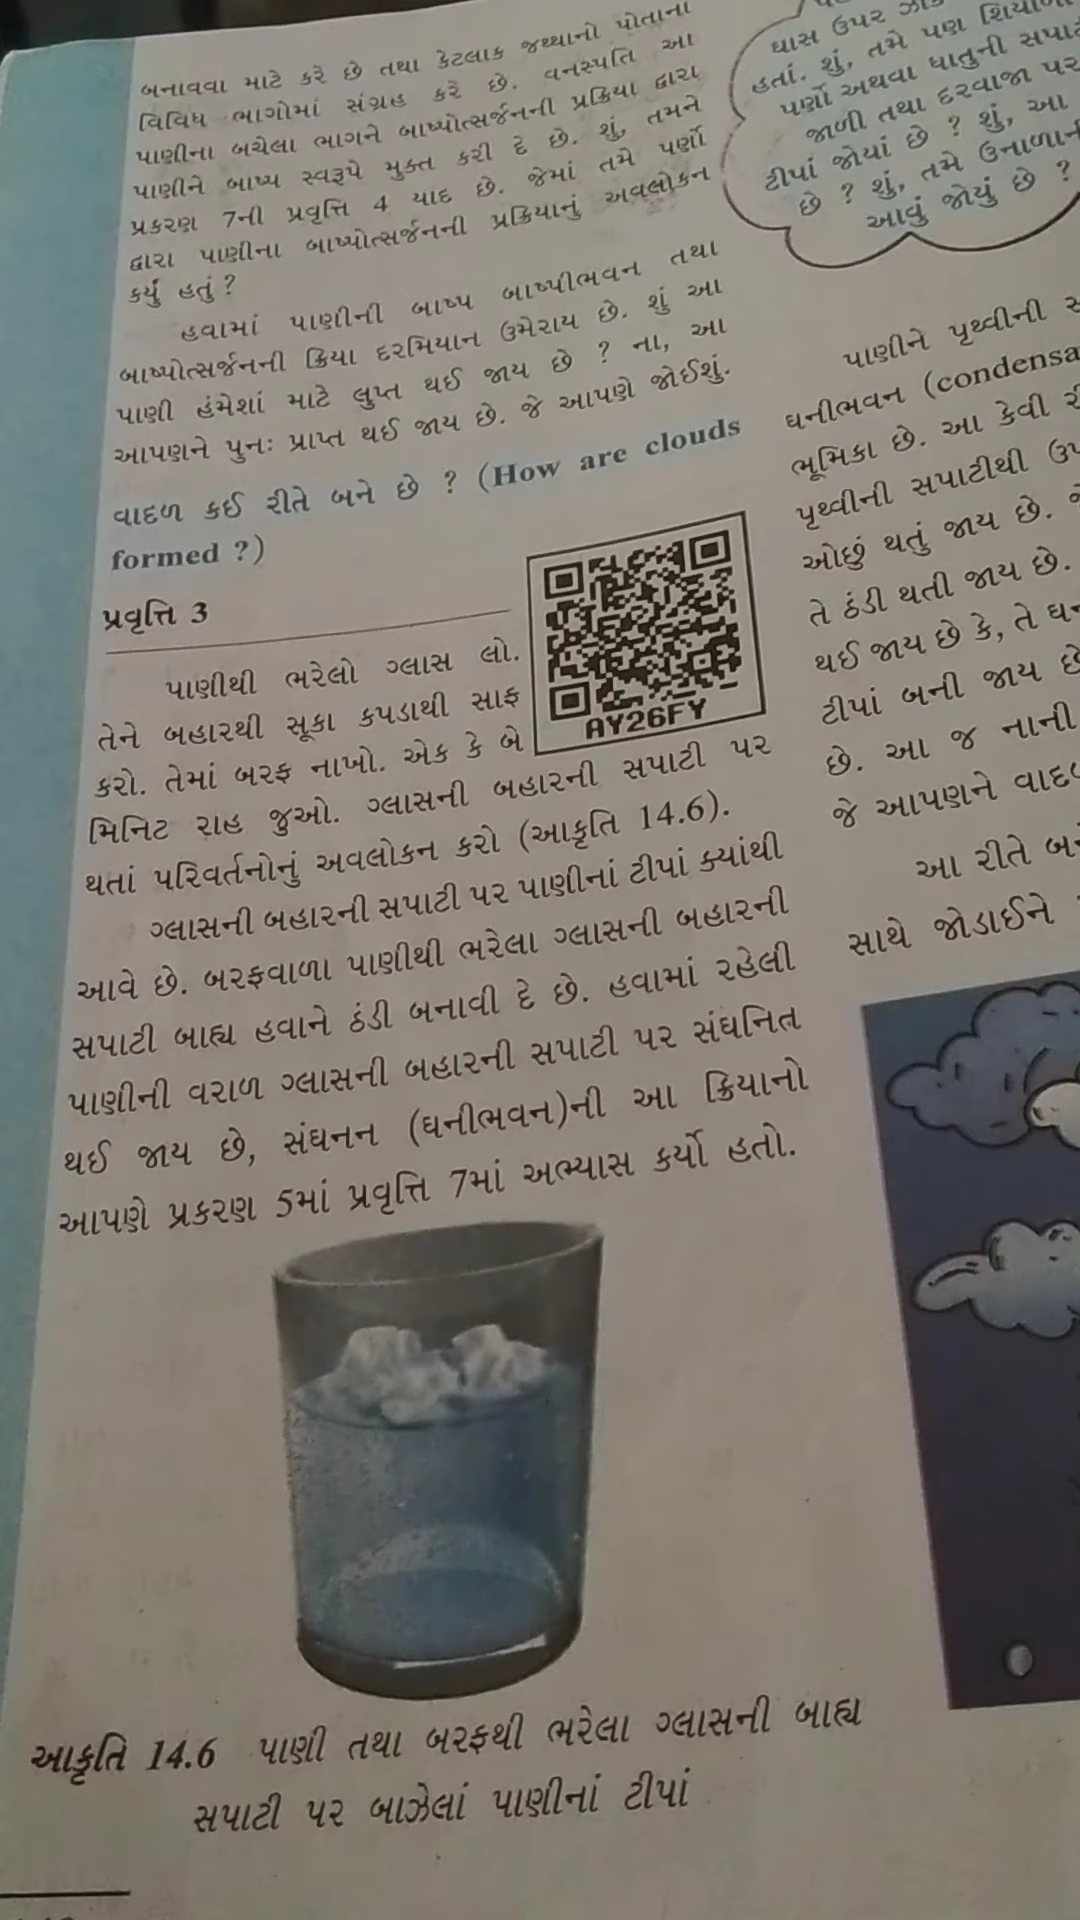 બનાવવા માટે કરે છે તથા કેટલાક જથ્થાનો પોતાના
વિવિધ ભાગોમાં સંગ્રહ કરે છે. વનસ્પતિ આ
પાણીના બચેલા ભાગને બાષ્પોત્સર્જનની પ્રક્રિયા દ્વારા
પાણીને બાષ્પ સ્વરૂપે મુક્ત કરી દે છે. શું, તમને
પ્રકરણ 7ની પ્રવૃત્તિ 4 યાદ છે. જેમાં તમે પર્ણો
દ્વારા પાણીના બાષ્પોત્સર્જનની પ્રક્રિયાનું અવલોકન
કર્યું હતું ?
હવામાં પાણીની બાષ્પ બાષ્પીભવન તથા
બાષ્પોત્સર્જનની ક્રિયા દરમિયાન ઉમેરાય છે. શું આ
પાણી હંમેશાં માટે લુપ્ત થઈ જાય છે ? ના, આ
આપણને પુનઃ પ્રાપ્ત થઈ જાય છે. જે આપણે જોઈશું.
વાદળ કઈ રીતે બને છે ? (How are clouds
formed ?)
પ્રવૃત્તિ 3
પાણીથી ભરેલો ગ્લાસ લો.
તેને બહારથી સૂકા કપડાથી સાફ
કરો. તેમાં બરફ નાખો. એક કે બે
મિનિટ રાહ જુઓ. ગ્લાસની બહારની સપાટી પર
થતાં પરિવર્તનોનું અવલોકન કરો (આકૃતિ 14.6).
AY26FY
ગ્લાસની બહારની સપાટી પર પાણીનાં ટીપાં ક્યાંથી
આવે છે. બરફવાળા પાણીથી ભરેલા ગ્લાસની બહારની
સપાટી બાહ્ય હવાને ઠંડી બનાવી દે છે. હવામાં રહેલી
પાણીની વરાળ ગ્લાસની બહારની સપાટી પર સંઘનિત
થઈ જાય છે, સંઘનન (ઘનીભવન)ની આ ક્રિયાનો
આપણે પ્રકરણ 5માં પ્રવૃત્તિ 7માં અભ્યાસ કર્યો હતો.
આકૃતિ 14.6 પાણી તથા બરફથી ભરેલા ગ્લાસની બાહ્ય
સપાટી પર બાઝેલાં પાણીનાં ટીપાં
ઘાસ ઉપર
હતાં. શું, તમે પણ
પર્ણો અથવા ધાતુની
જાળી તથા દરવાજા પર
ટીપાં જોયાં છે ? શું, આ
છે ? શું, તમે
આવું જોયું છે ?
પાણીને પૃથ્વીની
ઘનીભવન
ભૂમિકા છે. આ કેવી
પૃથ્વીની સપાટીથી
ઓછું થતું જાય છે.
તે ઠંડી થતી જાય છે.
થઈ જાય છે કે, તે
ટીપાં બની જાય
છે. આ જ નાની
જે આપણને
આ રીતે
સાથે જોડાઈને